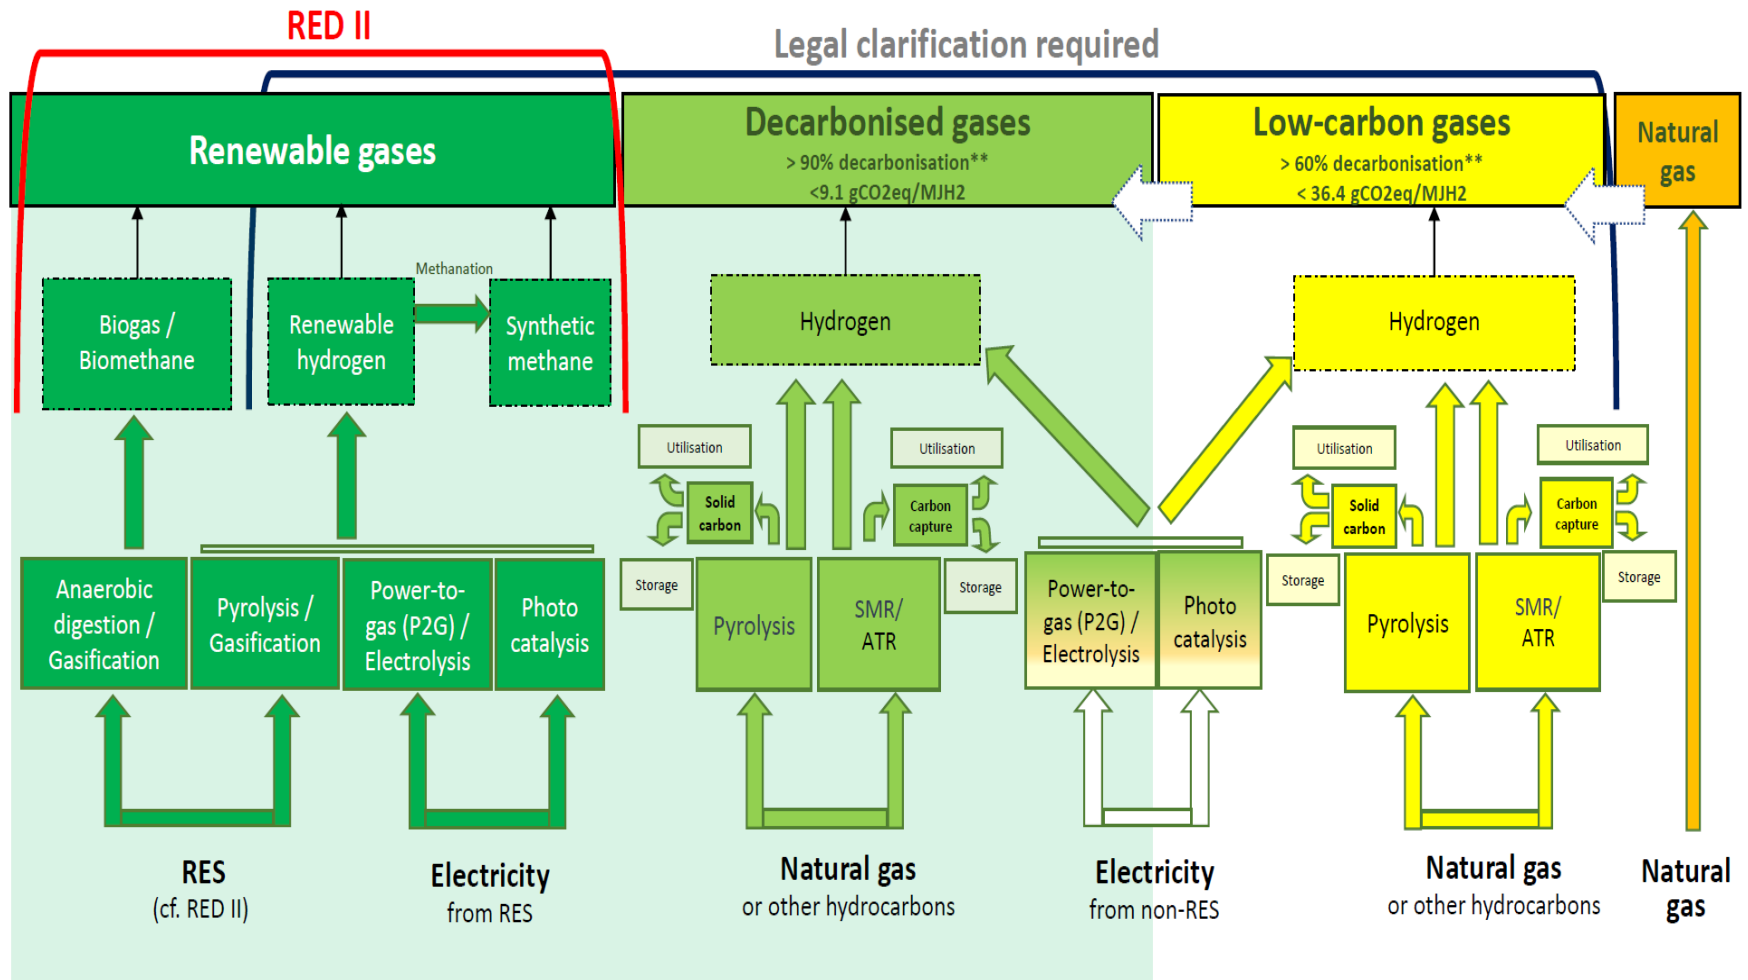 RED II
Legal clarification required
Renewable gases
Decarbonised gases
> 90% decarbonisation**
<9.1 gCO2eq/MJH2
Low-carbon gases
> 60% decarbonisation**
< 36.4 gCO2eq/MJH2
Natural
gas
Methanation
Biogas /
Biomethane
Renewable
hydrogen
Synthetic
methane
Hydrogen
Hydrogen
Utilisation
Solid
carbon
Storage
Utilisation
Carbon
capture
Storage
Utilisation
Solid
carbon
Storage
Utilisation
Carbon
capture
Storage
Anaerobic
digestion /
Gasification
Pyrolysis /
Gasification
Power-to-
gas (P2G) /
Electrolysis
Photo
catalysis
Pyrolysis
SMR/
ATR
Power-to-
gas (P2G) /
Electrolysis
Photo
catalysis
Pyrolysis
SMR/
ATR
RES
(cf. RED II)
Electricity
from RES
Natural gas
or other hydrocarbons
Electricity
from non-RES
Natural gas
or other hydrocarbons
Natural
gas